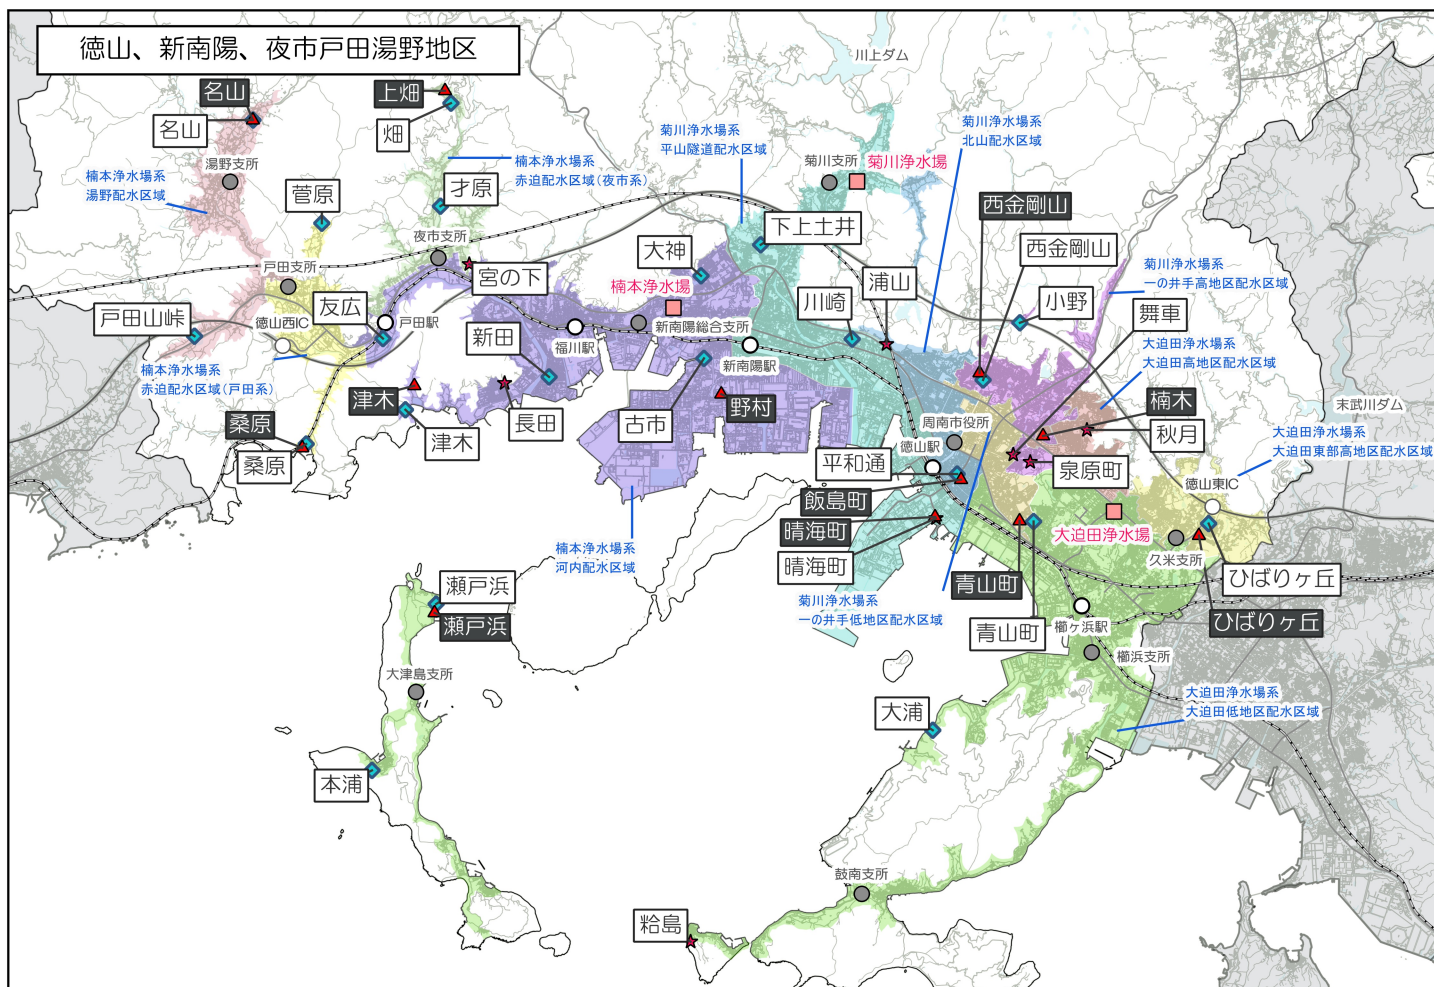 徳山、新南陽、夜市戸田湯野地区
川上ダム
名山
名山
上畑
畑
湯野支所
楠本浄水場系
湯野配水区域
菅原
楠本浄水場系
赤迫配水区域(夜市系)
才原
夜市支所
菊川浄水場系
平山隧道配水区域
菊川支所
菊川浄水場
菊川浄水場系
北山配水区域
西金剛山
西金剛山
下上土井
大神
宮の下
楠本浄水場
浦山
川崎
小野
菊川浄水場系
一の井手高地区配水区域
舞車
大迫田浄水場系
大迫田高地区配水区域
戸田支所
戸田山峠
徳山西IC
友広
戸田駅
新田
福川駅
新南陽総合支所
新南陽駅
楠本浄水場系
赤迫配水区域(戸田系)
津木
津木
長田
古市
野村
桑原
桑原
周南市役所
徳山駅
平和通
飯島町
晴海町
晴海町
楠木
秋月
泉原町
末武川ダム
大迫田浄水場系
大迫田東部高地区配水区域
徳山東IC
大迫田浄水場
久米支所
ひばりヶ丘
ひばりヶ丘
楠本浄水場系
河内配水区域
菊川浄水場系
一の井手低地区配水区域
青山町
青山町
櫛ヶ浜駅
櫛浜支所
瀬戸浜
瀬戸浜
大津島支所
大迫田浄水場系
大迫田低地区配水区域
大浦
本浦
鼓南支所
粭島